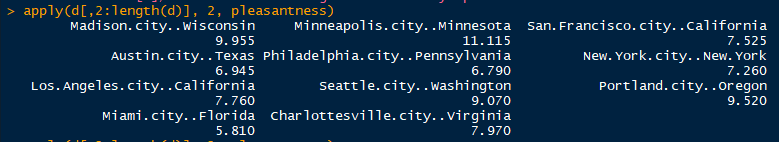 > apply(d[,2:length(d)], 2, pleasantness)
Madison.city..Wisconsin Minneapolis.city..Minnesota San.Francisco.city..California
9.955 11.115 7.525
Austin.city..Texas Philadelphia.city..Pennsylvania New.York.city..New.York
6.945 6.790 7.260
Los.Angeles.city..California Seattle.city..Washington Portland.city..Oregon
7.760 9.070 9.520
Miami.city..Florida Charlottesville.city..Virginia
5.810 7.970